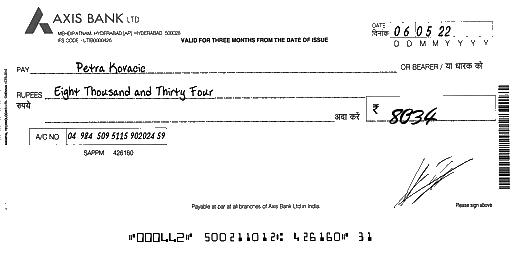 AXIS BANK LTD
MEHDIPATNAM, HYDERABAD[AP] HYDERABAD 500028
IFS CODE - UTIB0000426
VALID FOR THREE MONTHS FROM THE DATE OF ISSUE
DATE
दिनांक 06 05 22
D D M M Y Y Y Y
PAY Petra Kovacic OR BEARER / या धारक को
RUPEES Eight Thousand and Thirty Four
रुपये
अदा करें ₹ 8034
A/C NO 04 984 509 5115 902024 59
SAPPM 426160
Payable at par at all branches of Axis Bank Ltd in India.
Please sign above
"000442" 500211012: 426160" 31